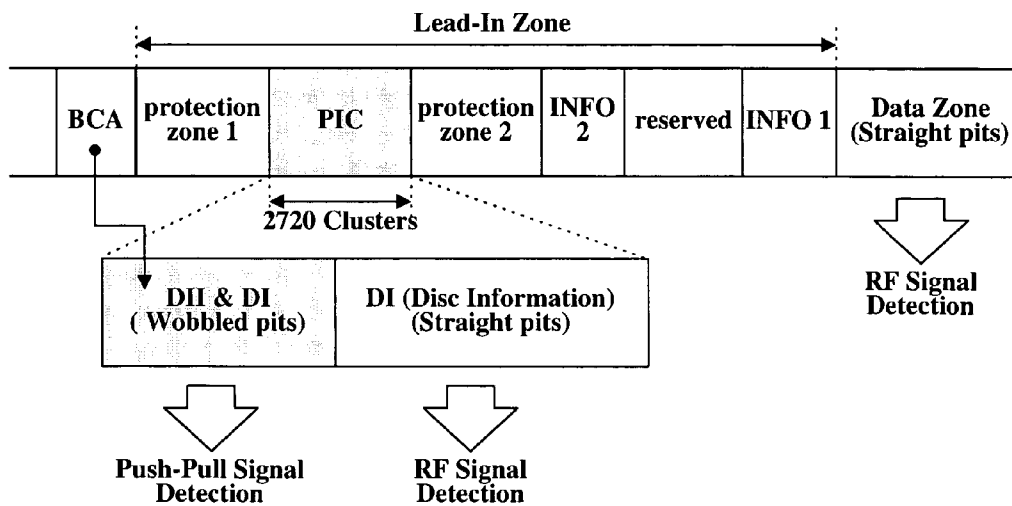 Lead-In Zone
BCA
protection
zone 1
PIC
protection
zone 2
INFO
2
reserved
INFO 1
Data Zone
(Straight pits)
2720 Clusters
DII & DI
( Wobbled pits)
DI (Disc Information)
(Straight pits)
RF Signal
Detection
Push-Pull Signal
Detection
RF Signal
Detection